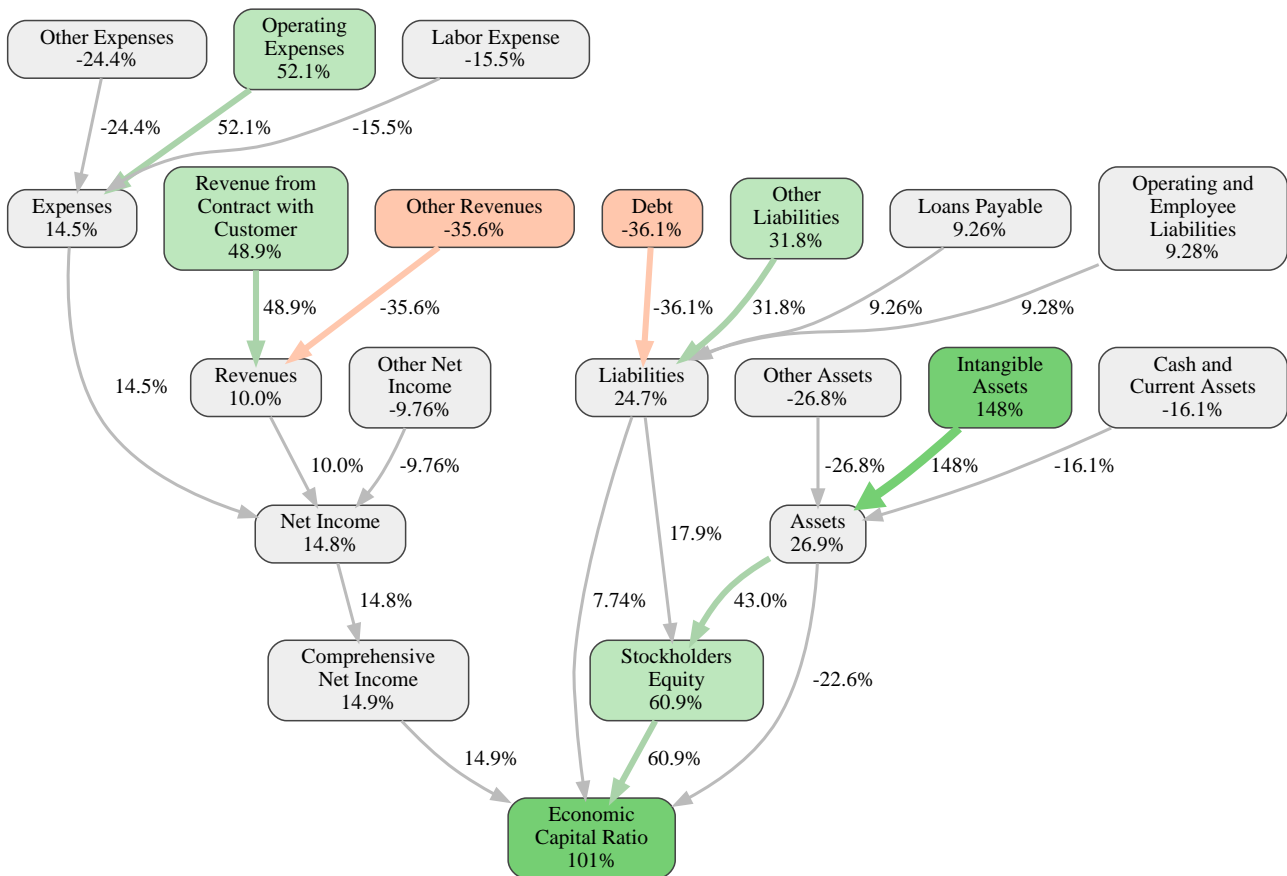 Other Expenses
-24.4%
Operating
Expenses
52.1%
Labor Expense
-15.5%
-24.4%
52.1%
-15.5%
Expenses
14.5%
Revenue from
Contract with
Customer
48.9%
Other Revenues
-35.6%
Debt
-36.1%
Other
Liabilities
31.8%
Loans Payable
9.26%
Operating and
Employee
Liabilities
9.28%
48.9%
-35.6%
-36.1%
31.8%
9.26%
9.28%
14.5%
Revenues
10.0%
Other Net
Income
-9.76%
Liabilities
24.7%
Other Assets
-26.8%
Intangible
Assets
148%
Cash and
Current Assets
-16.1%
10.0%
-9.76%
-26.8%
148%
-16.1%
Net Income
14.8%
17.9%
Assets
26.9%
14.8%
7.74%
43.0%
Comprehensive
Net Income
14.9%
Stockholders
Equity
60.9%
-22.6%
14.9%
60.9%
Economic
Capital Ratio
101%